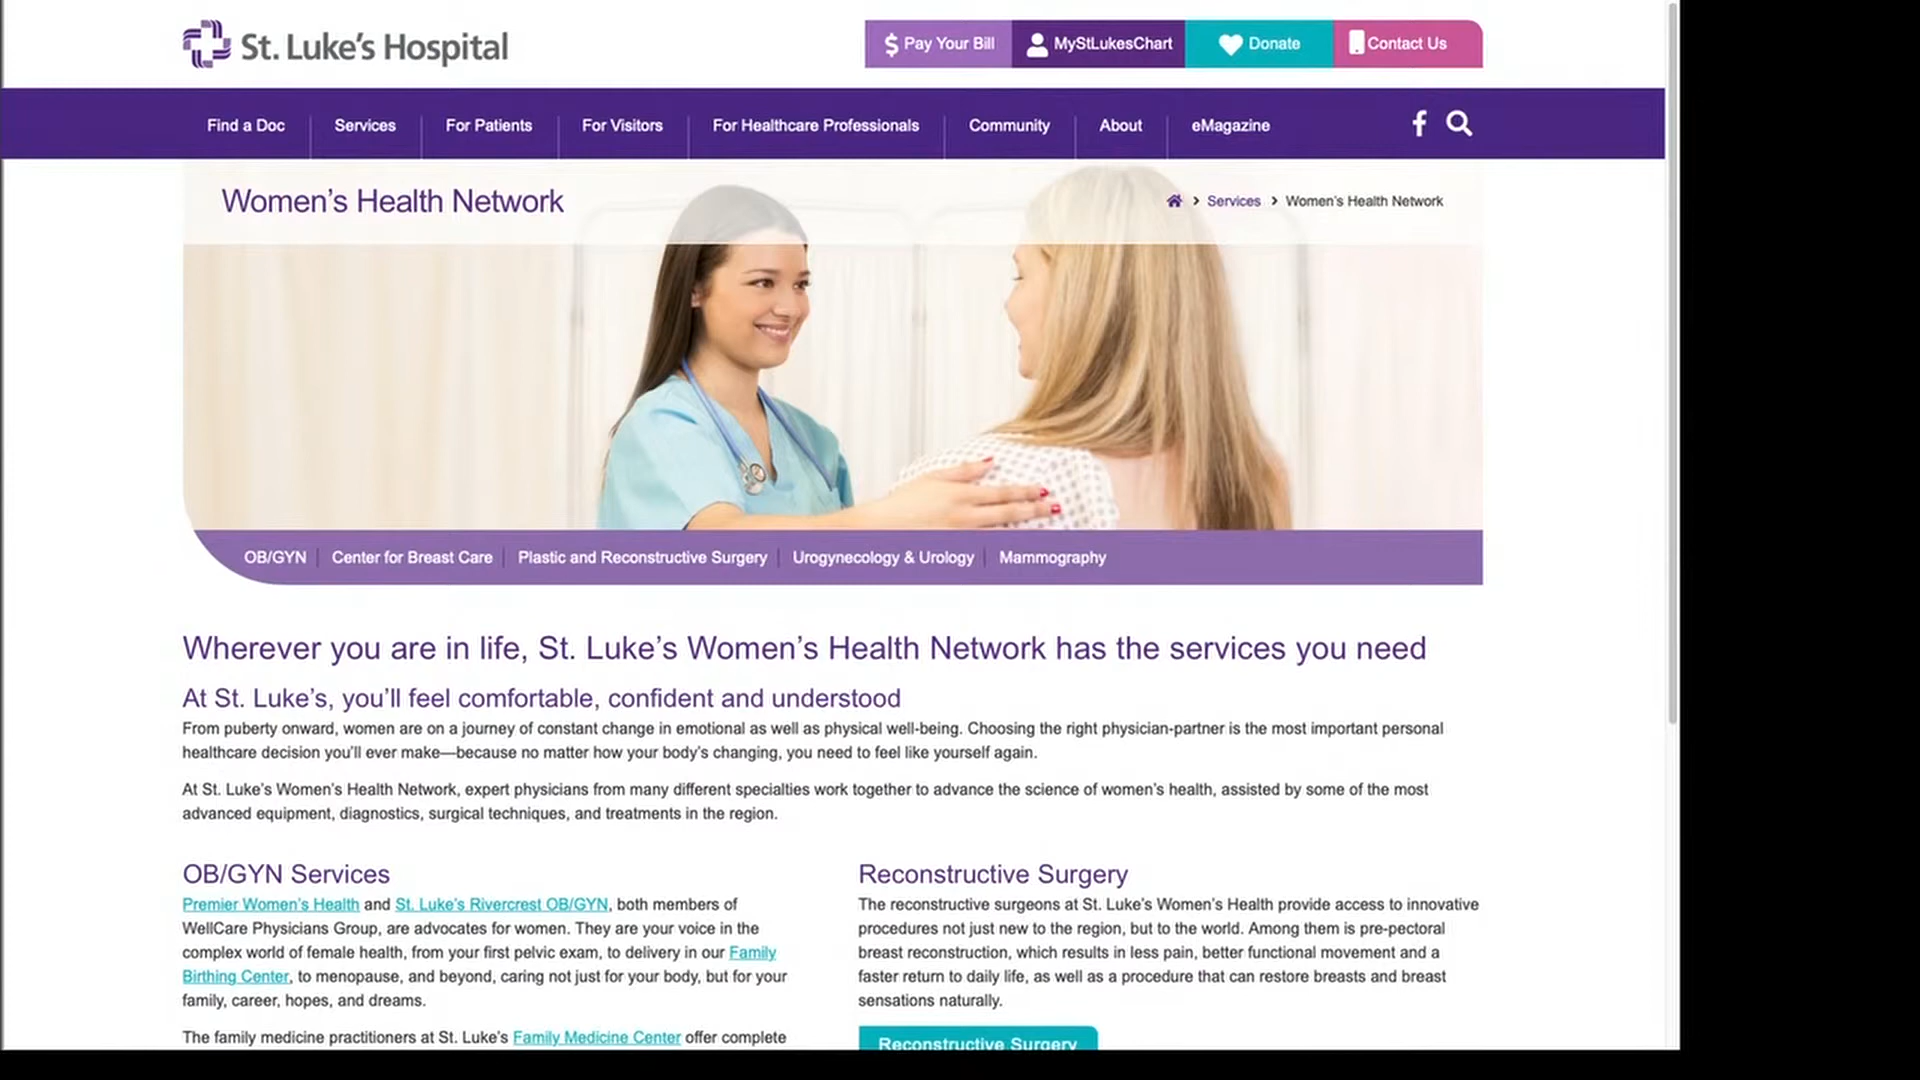 St. Luke's Hospital
Pay Your Bill
MyStLukesChart
Donate
Contact Us
Find a Doc
Services
For Patients
For Visitors
For Healthcare Professionals
Community
About
eMagazine
Women's Health Network
Services > Women's Health Network
OB/GYN
Center for Breast Care
Plastic and Reconstructive Surgery
Urogynecology & Urology
Mammography
Wherever you are in life, St. Luke's Women's Health Network has the services you need
At St. Luke's, you'll feel comfortable, confident and understood
From puberty onward, women are on a journey of constant change in emotional as well as physical well-being. Choosing the right physician-partner is the most important personal
healthcare decision you'll ever make—because no matter how your body's changing, you need to feel like yourself again.
At St. Luke's Women's Health Network, expert physicians from many different specialties work together to advance the science of women's health, assisted by some of the most
advanced equipment, diagnostics, surgical techniques, and treatments in the region.
OB/GYN Services
Premier Women's Health and St. Luke's Rivercrest OB/GYN, both members of
WellCare Physicians Group, are advocates for women. They are your voice in the
complex world of female health, from your first pelvic exam, to delivery in our Family
Birthing Center, to menopause, and beyond, caring not just for your body, but for your
family, career, hopes, and dreams.
The family medicine practitioners at St. Luke's Family Medicine Center offer complete
Reconstructive Surgery
The reconstructive surgeons at St. Luke's Women's Health provide access to innovative
procedures not just new to the region, but to the world. Among them is pre-pectoral
breast reconstruction, which results in less pain, better functional movement and a
faster return to daily life, as well as a procedure that can restore breasts and breast
sensations naturally.
Reconstructive Surgery